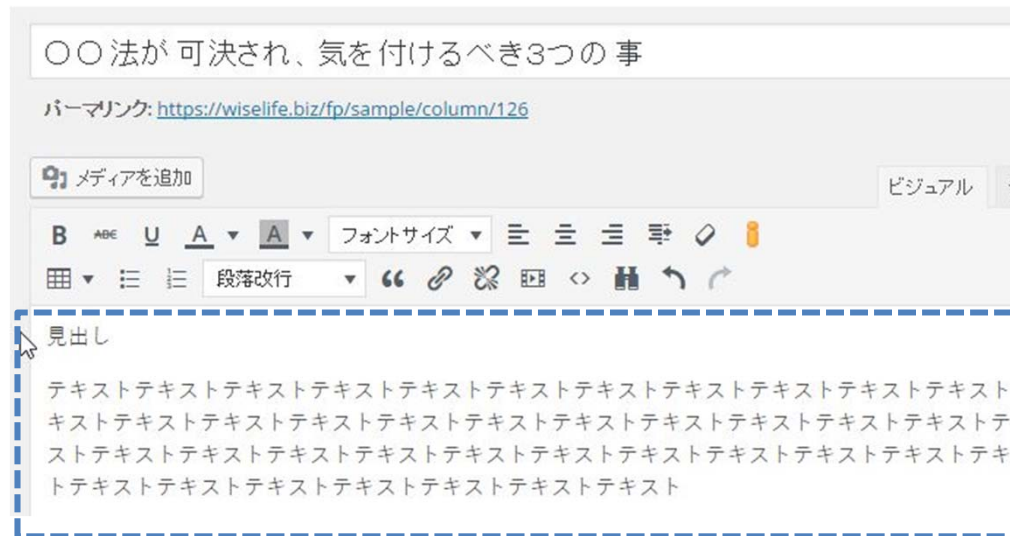 〇〇法が可決され、気を付けるべき3つの事
パーマリンク: https://wiselife.biz/fp/sample/column/126
メディアを追加
ビジュアル
B ABE U A A フォントサイズ
段落改行
見出し
テキストテキストテキストテキストテキストテキストテキストテキストテキストテキストテキスト
キストテキストテキストテキストテキストテキストテキストテキストテキストテキストテキストテ
ストテキストテキストテキストテキストテキストテキストテキストテキストテキストテキストテキ
トテキストテキストテキストテキストテキストテキストテキスト